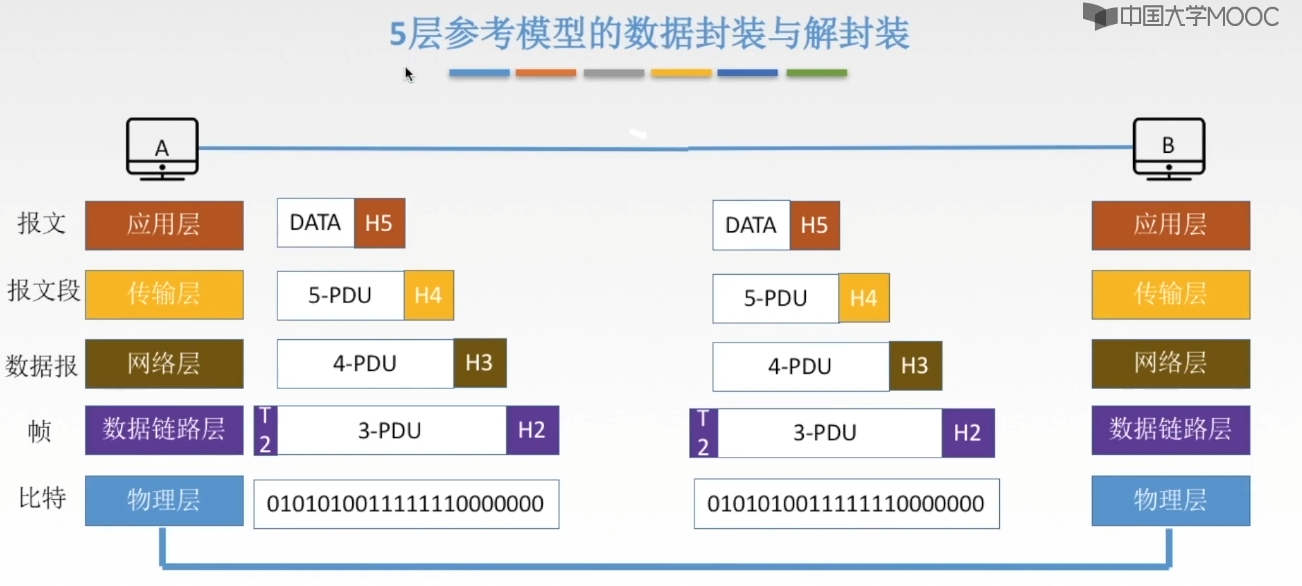 中国大学MOOC
5层参考模型的数据封装与解封装
A B
报文 应用层 DATA H5 DATA H5 应用层
报文段 传输层 5-PDU H4 5-PDU H4 传输层
数据报 网络层 4-PDU H3 4-PDU H3 网络层
帧 数据链路层 T2 3-PDU H2 T2 3-PDU H2 数据链路层
比特 物理层 0101010011111110000000 0101010011111110000000 物理层